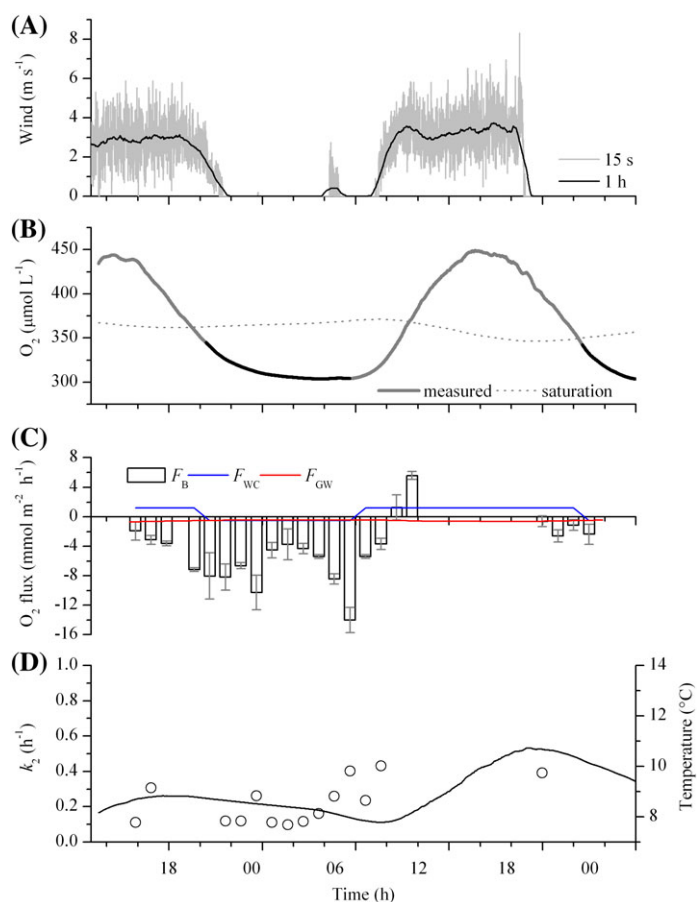 (A)
8
6
4
2
0
Wind (m s-1)
15 s
1 h
(B)
450
400
350
300
O2 (μmol L-1)
measured
saturation
(C)
8
4
0
-4
-8
-12
-16
O2 flux (mmol m-2 h-1)
FB
FWC
FGW
(D)
1.0
0.8
0.6
0.4
0.2
0.0
k2 (h-1)
14
12
10
8
Temperature (°C)
18
00
06
12
18
00
Time (h)